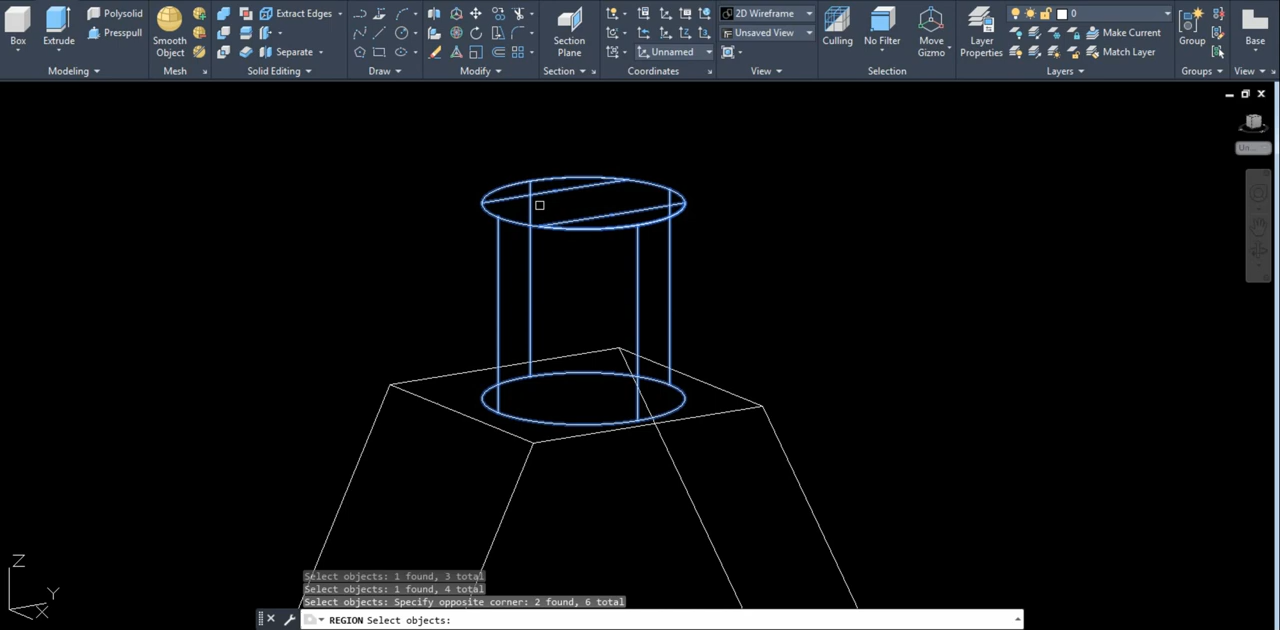 Box
Extrude
Polysolid
Presspull
Modeling
Smooth Object
Mesh
Extract Edges
Separate
Solid Editing
Draw
Modify
Section Plane
Section
Unnamed
Coordinates
2D Wireframe
Unsaved View
View
Culling
No Filter
Move Gizmo
Selection
Layer Properties
0
Make Current
Match Layer
Layers
Group
Groups
Base
View
Un...
Z
Y
X
Select objects: 1 found, 3 total
Select objects: 1 found, 4 total
Select objects: Specify opposite corner: 2 found, 6 total
REGION Select objects: